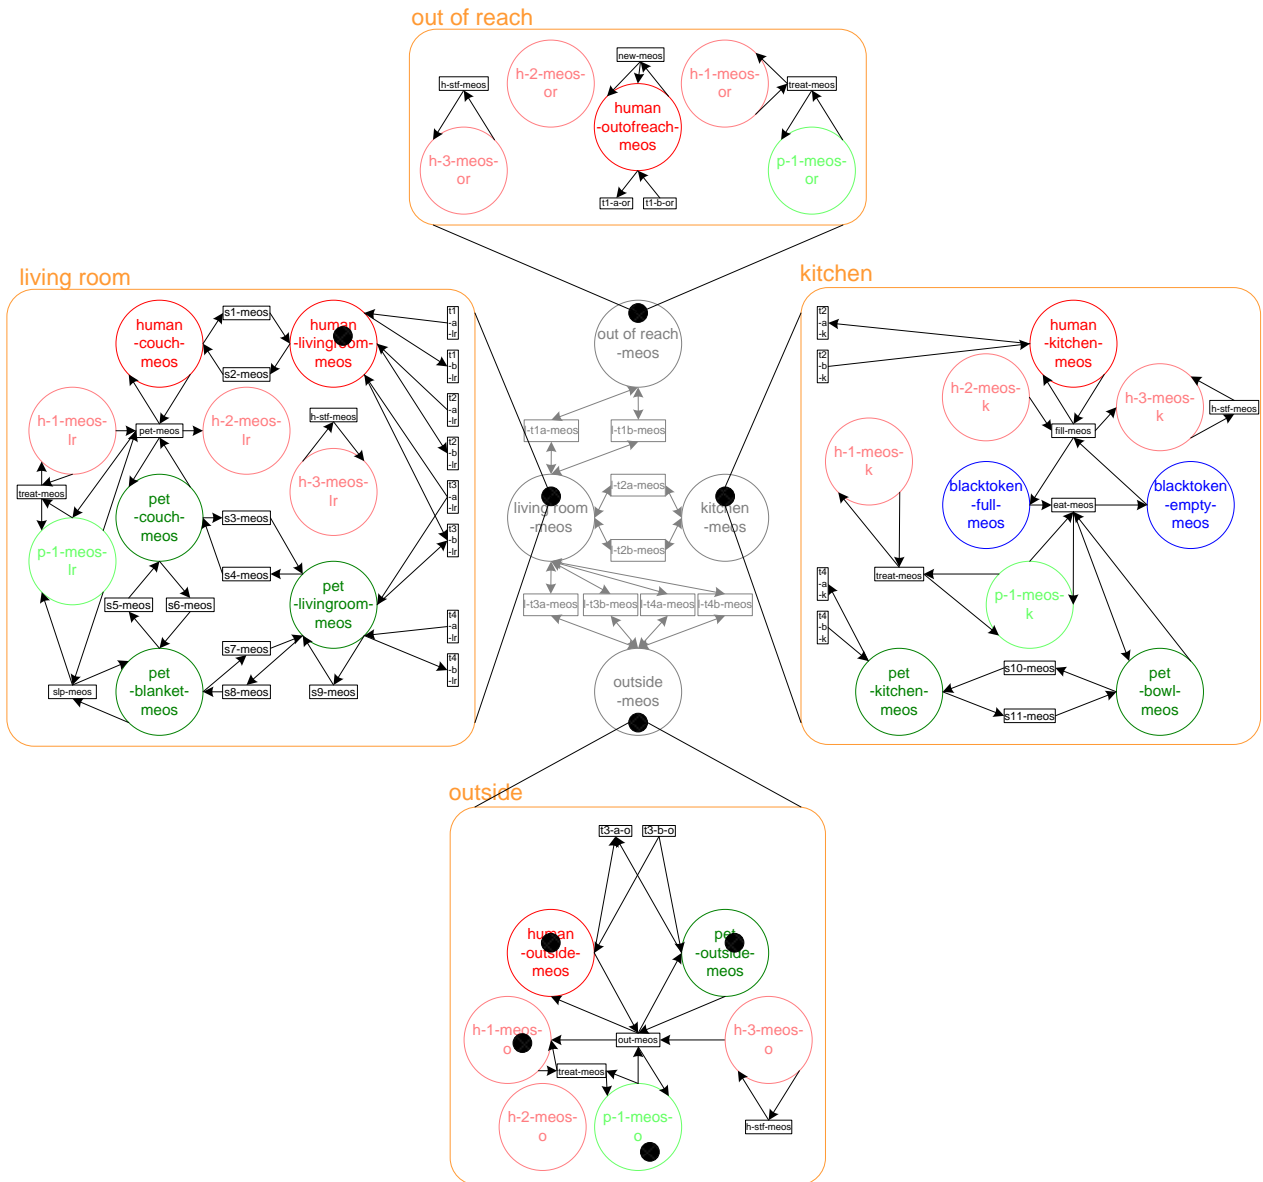 out of reach
new-meos
h-stf-meos
h-2-meos-
or
h-1-meos-
or
treat-meos
human
-outofreach-
meos
h-3-meos-
or
p-1-meos-
or
t1-a-or
t1-b-or
living room
human
-couch-
meos
s1-meos
s2-meos
human
-livingroom-
meos
t1
-a
-lr
t1
-b
-lr
t2
-a
-lr
t2
-b
-lr
t3
-a
-lr
t3
-b
-lr
t4
-a
-lr
t4
-b
-lr
h-1-meos-
lr
pet-meos
h-2-meos-
lr
h-stf-meos
h-3-meos-
lr
treat-meos
p-1-meos-
lr
pet
-couch-
meos
s3-meos
s4-meos
s5-meos
s6-meos
pet
-livingroom-
meos
s7-meos
s8-meos
s9-meos
slp-meos
pet
-blanket-
meos
out of reach
-meos
l-t1a-meos
l-t1b-meos
living room
-meos
l-t2a-meos
l-t2b-meos
kitchen
-meos
l-t3a-meos
l-t3b-meos
l-t4a-meos
l-t4b-meos
outside
-meos
kitchen
t2
-a
-k
t2
-b
-k
human
-kitchen-
meos
h-2-meos-
k
h-3-meos-
k
h-stf-meos
fill-meos
h-1-meos-
k
blacktoken
-full-
meos
eat-meos
blacktoken
-empty-
meos
treat-meos
p-1-meos-
k
t4
-a
-k
t4
-b
-k
pet
-kitchen-
meos
s10-meos
s11-meos
pet
-bowl-
meos
outside
t3-a-o
t3-b-o
human
-outside-
meos
pet
-outside-
meos
h-1-meos-
o
out-meos
h-3-meos-
o
treat-meos
h-2-meos-
o
p-1-meos-
o
h-stf-meos